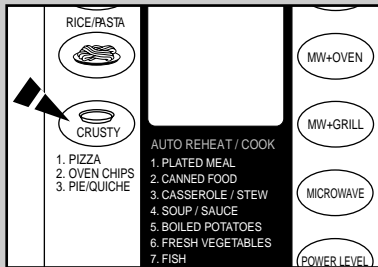 RICE/PASTA
CRUSTY
1. PIZZA
2. OVEN CHIPS
3. PIE/QUICHE
AUTO REHEAT / COOK
1. PLATED MEAL
2. CANNED FOOD
3. CASSEROLE / STEW
4. SOUP / SAUCE
5. BOILED POTATOES
6. FRESH VEGETABLES
7. FISH
MW+OVEN
MW+GRILL
MICROWAVE
POWER LEVEL